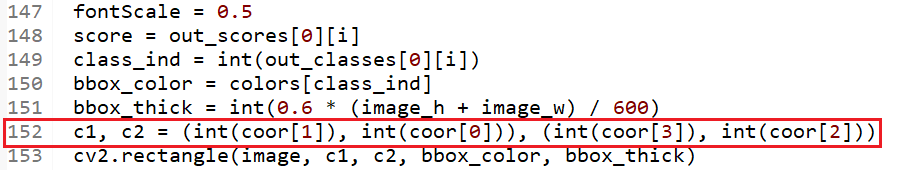 147 fontScale = 0.5
148 score = out_scores[0][i]
149 class_ind = int(out_classes[0][i])
150 bbox_color = colors[class_ind]
151 bbox_thick = int(0.6 * (image_h + image_w) / 600)
152 c1, c2 = (int(coor[1]), int(coor[0])), (int(coor[3]), int(coor[2]))
153 cv2.rectangle(image, c1, c2, bbox_color, bbox_thick)